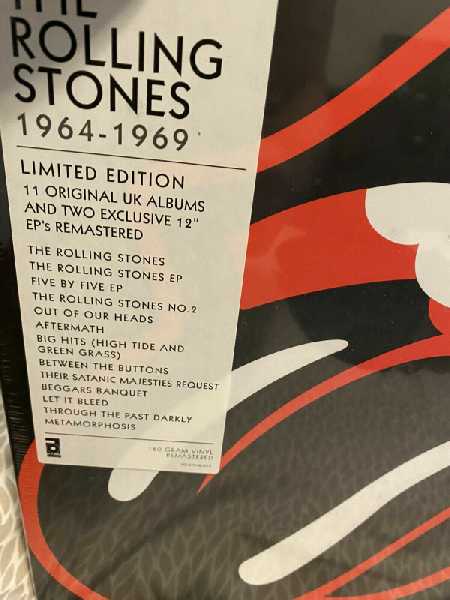 THE
ROLLING
STONES
1964-1969
LIMITED EDITION
11 ORIGINAL UK ALBUMS
AND TWO EXCLUSIVE 12"
EP's REMASTERED
THE ROLLING STONES
THE ROLLING STONES EP
FIVE BY FIVE EP
THE ROLLING STONES NO.2
OUT OF OUR HEADS
AFTERMATH
BIG HITS (HIGH TIDE AND
GREEN GRASS)
BETWEEN THE BUTTONS
THEIR SATANIC MAJESTIES REQUEST
BEGGARS BANQUET
LET IT BLEED
THROUGH THE PAST DARKLY
METAMORPHOSIS
180 GRAM VINYL
REMASTERED